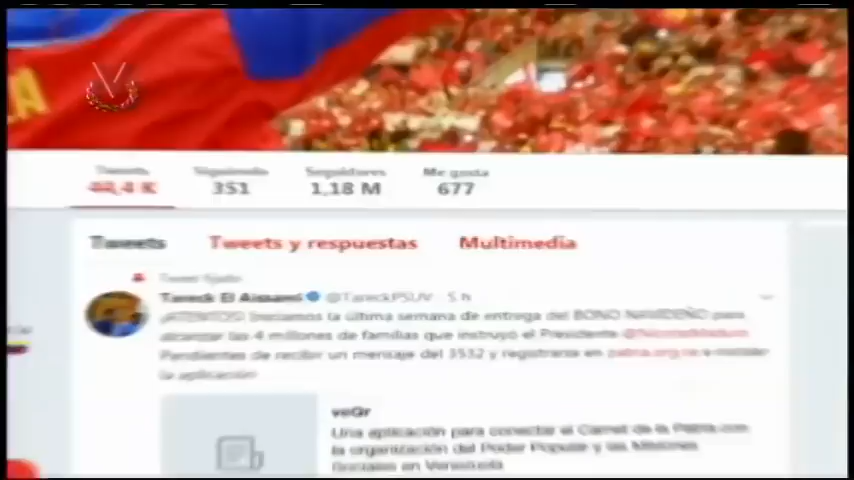 Tweets Siguiendo Seguidores Me gusta
44,4 K 351 1,18 M 677
Tweets Tweets y respuestas Multimedia
Tweet fijado
Tareck El Aissami @TareckPSUV · 5 h
¡ATENTOS! Iniciamos la última semana de entrega del BONO NAVIDEÑO para
alcanzar las 4 millones de familias que instruyó el Presidente @NicolasMaduro
Pendientes de recibir un mensaje del 3532 y registrarse en patria.org.ve o
la aplicación
veQr
Una aplicación para conectar el Carnet de la Patria con
la organización del Poder Popular y las Misiones
Sociales en Venezuela